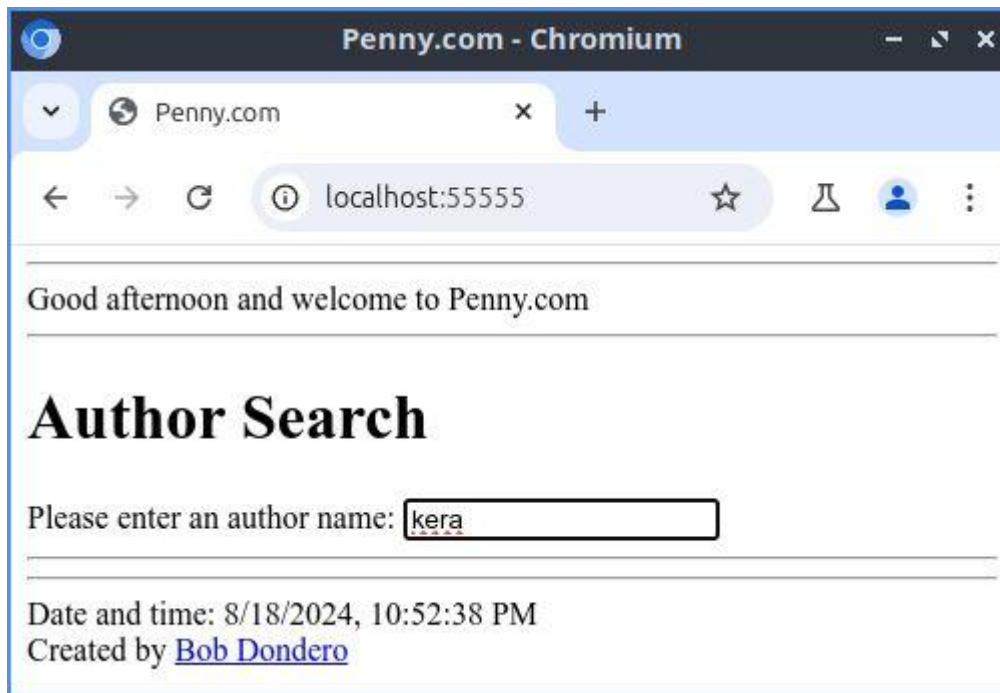 Penny.com - Chromium
Penny.com
localhost:55555
Good afternoon and welcome to Penny.com
Author Search
Please enter an author name: kera
Date and time: 8/18/2024, 10:52:38 PM
Created by Bob Dondero